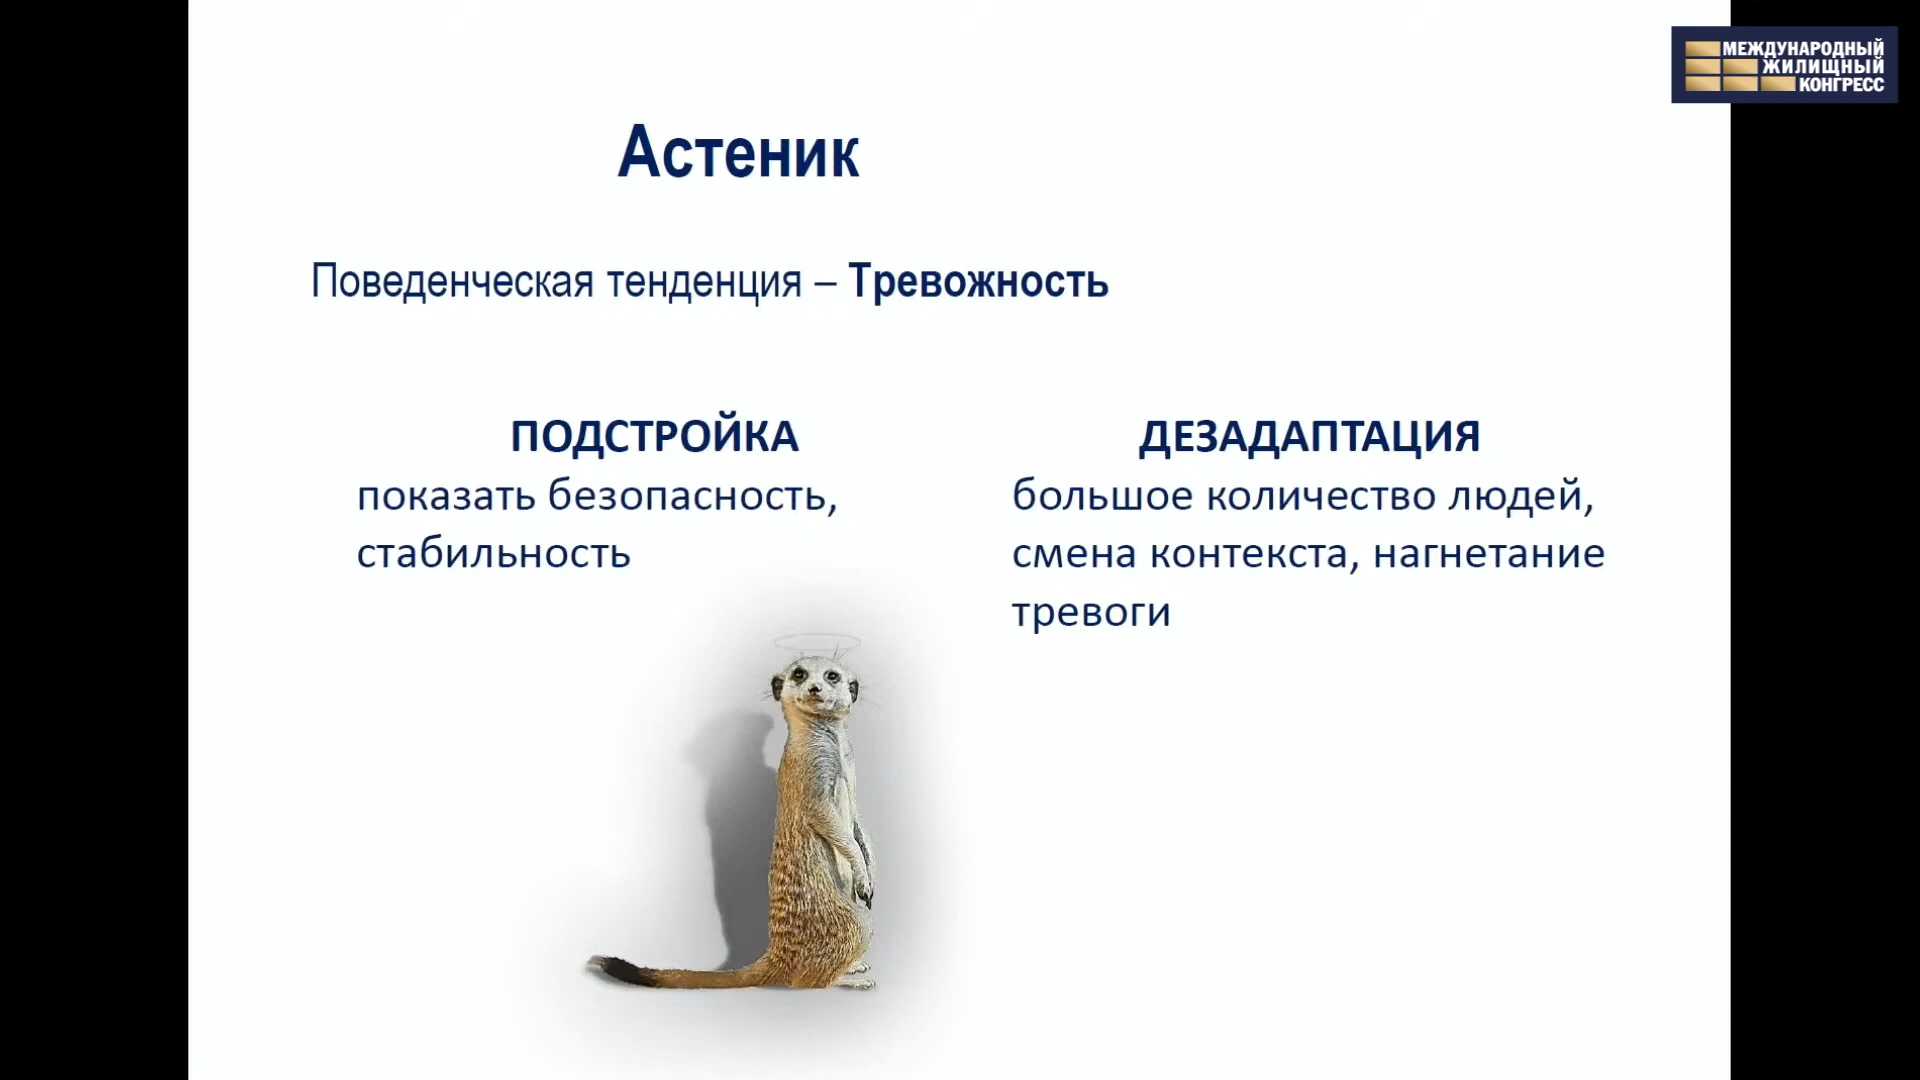 МЕЖДУНАРОДНЫЙ
ЖИЛИЩНЫЙ
КОНГРЕСС
Астеник
Поведенческая тенденция – Тревожность
ПОДСТРОЙКА
показать безопасность,
стабильность
ДЕЗАДАПТАЦИЯ
большое количество людей,
смена контекста, нагнетание
тревоги